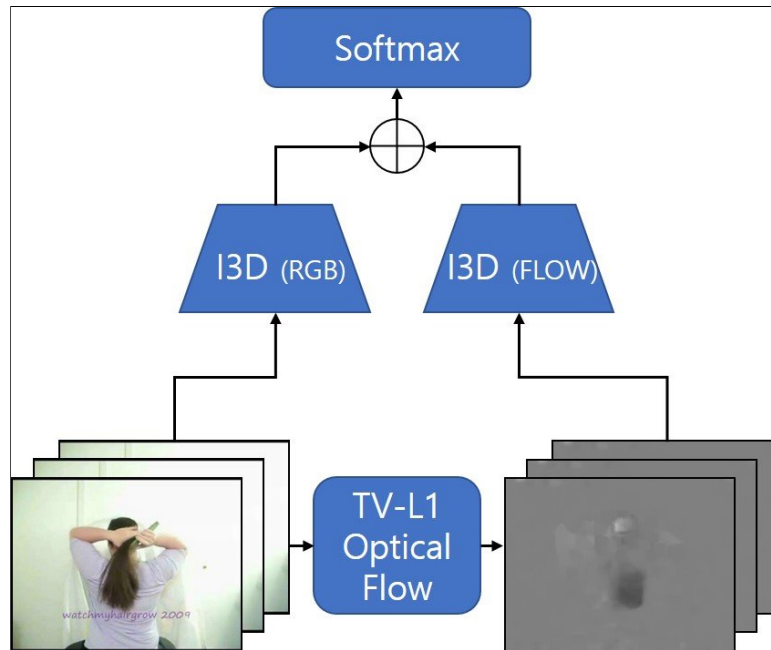 Softmax
I3D (RGB)
I3D (FLOW)
TV-L1
Optical
Flow
watchmyhairgrow 2009